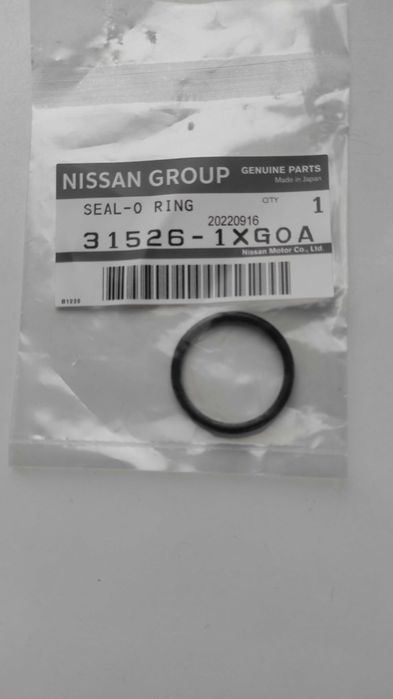 NISSAN GROUP GENUINE PARTS
Made in Japan
SEAL-O RING QTY 1
20220916
31526-1XG0A
Nissan Motor Co., Ltd.
B1220